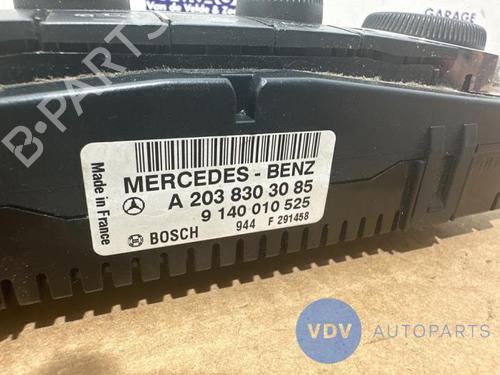 GARAGE
B-PARTS
MERCEDES - BENZ
A 203 830 30 85
9 140 010 525
BOSCH 944 F 291458
Made in France
VDV AUTOPARTS